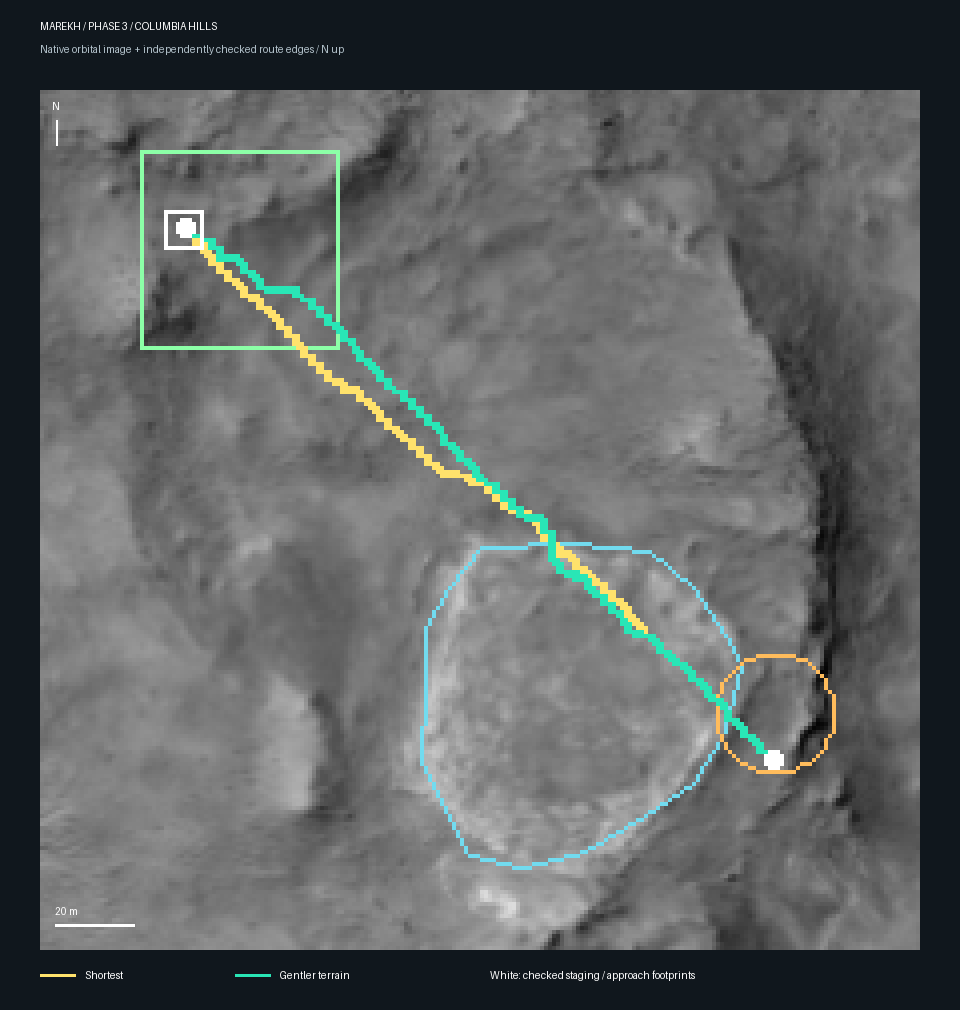 MAREKH / PHASE 3 / COLUMBIA HILLS
Native orbital image + independently checked route edges / N up
N
20 m
Shortest
Gentler terrain
White: checked staging / approach footprints